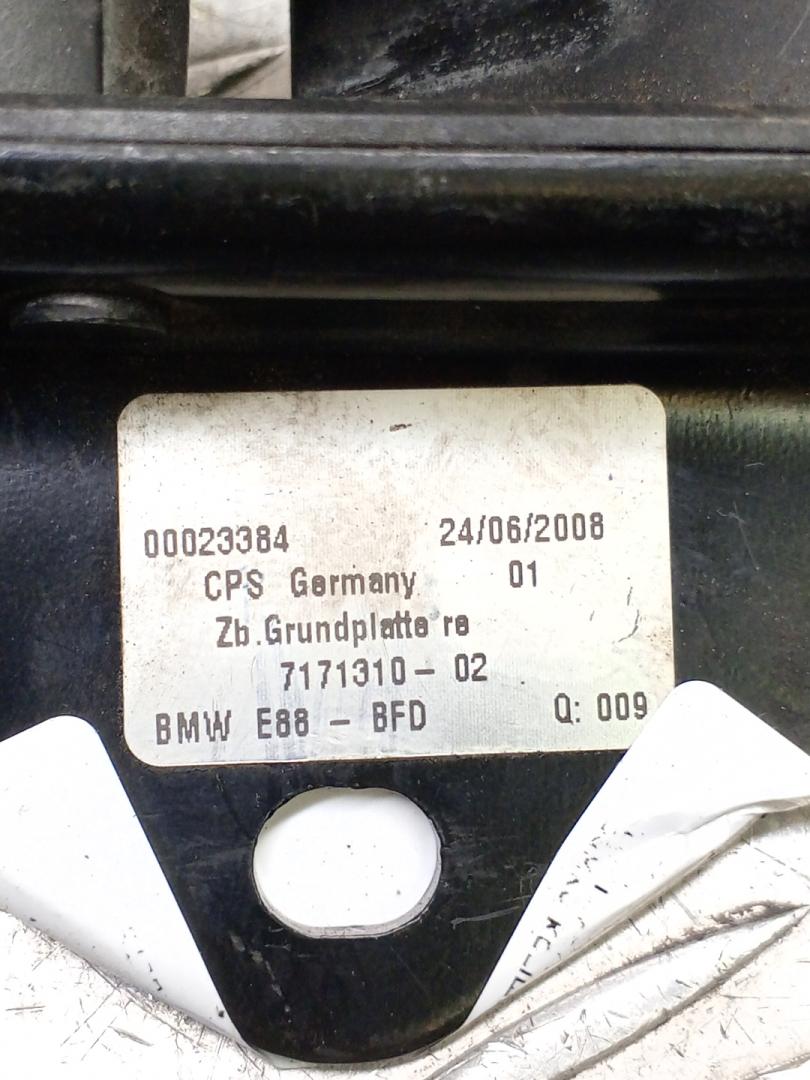 00023384 24/06/2008
CPS Germany 01
Zb.Grundplatte re
7171310- 02
BMW E88 - BFD Q: 009